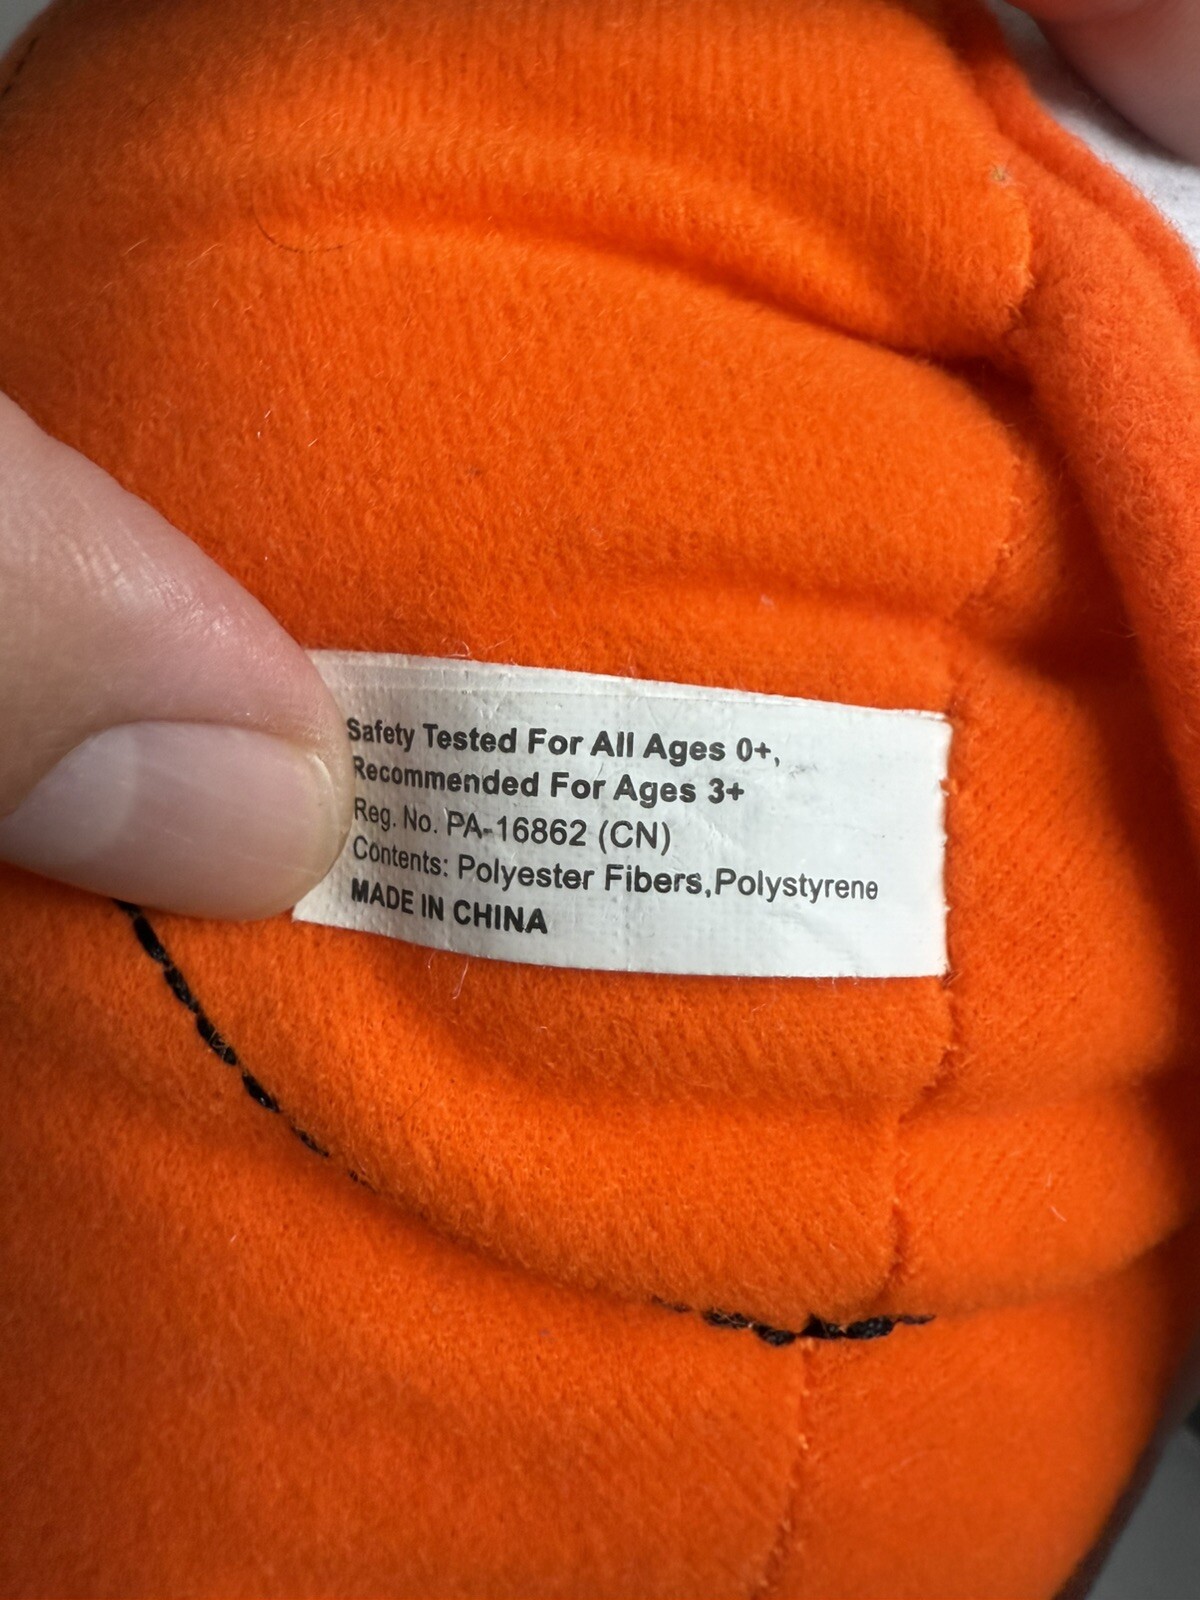 Safety Tested For All Ages 0+,
Recommended For Ages 3+
Reg. No. PA-16862 (CN)
Contents: Polyester Fibers,Polystyrene
MADE IN CHINA